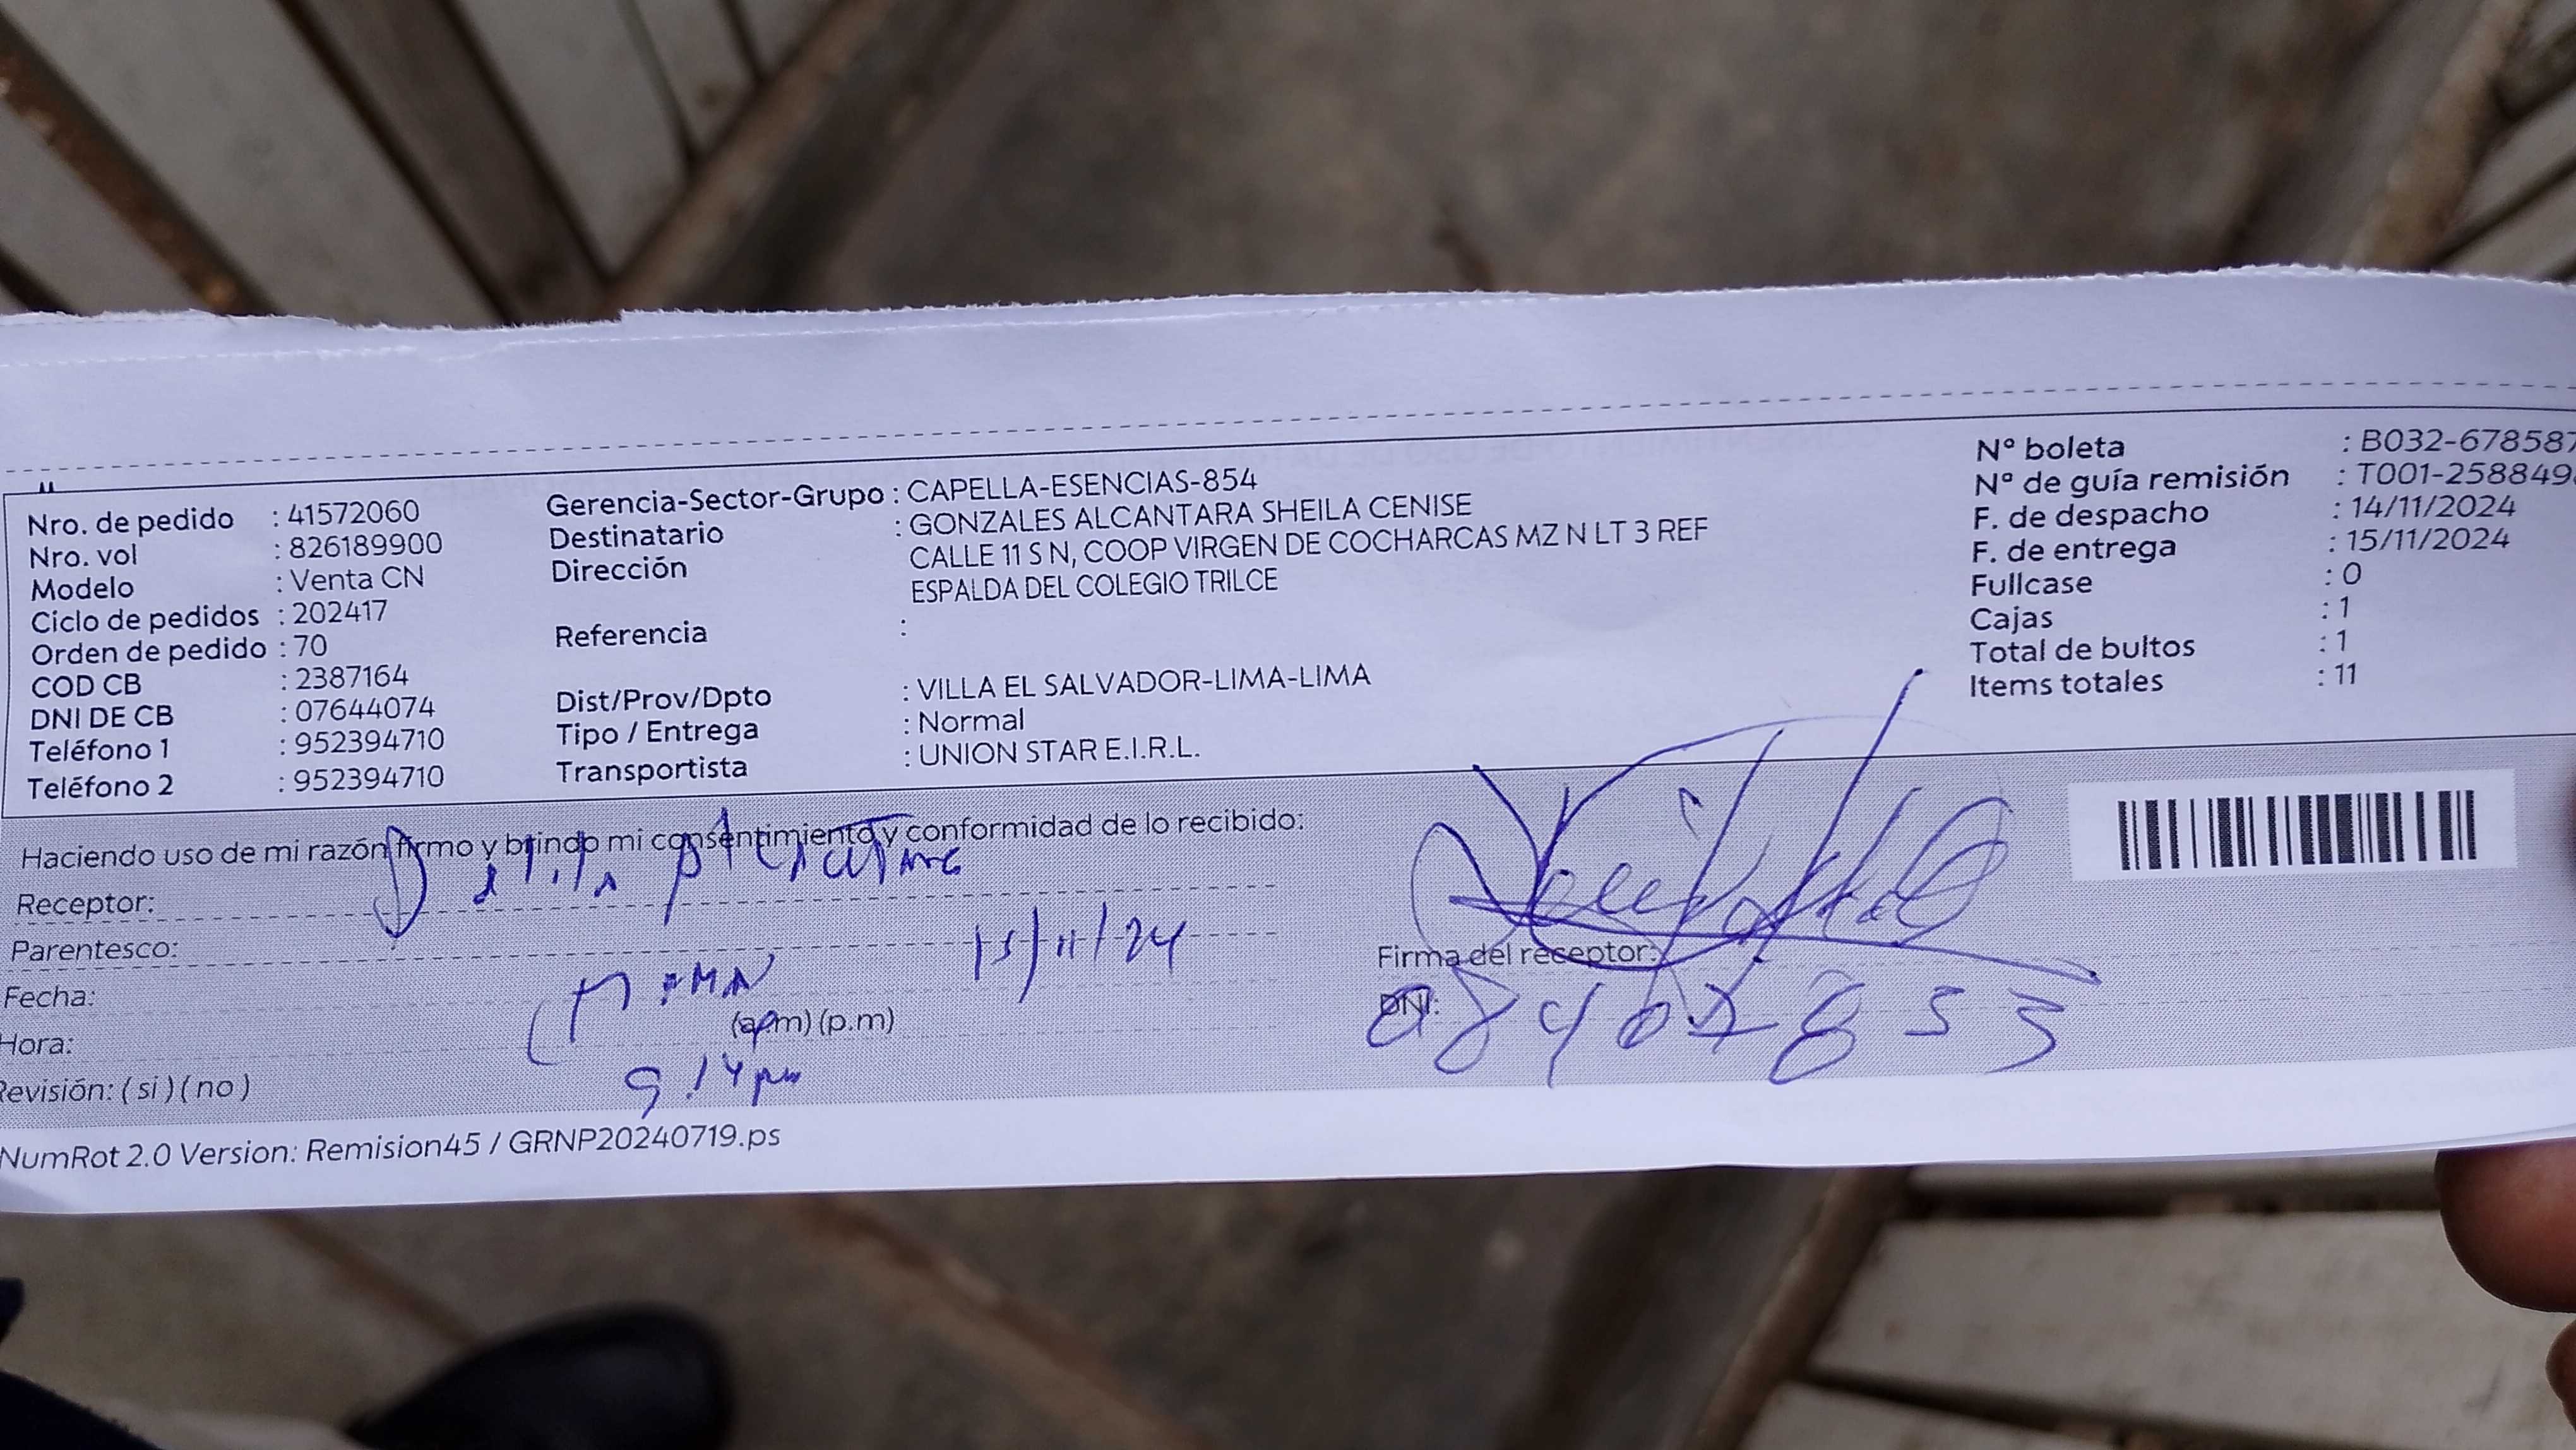 Nro. de pedido : 41572060
Nro. vol : 826189900
Modelo : Venta CN
Ciclo de pedidos : 202417
Orden de pedido : 70
COD CB : 2387164
DNI DE CB : 07644074
Teléfono 1 : 952394710
Teléfono 2 : 952394710
Gerencia-Sector-Grupo : CAPELLA-ESENCIAS-854
Destinatario : GONZALES ALCANTARA SHEILA CENISE
Dirección CALLE 11 S N, COOP VIRGEN DE COCHARCAS MZ N LT 3 REF
ESPALDA DEL COLEGIO TRILCE
Referencia :
Dist/Prov/Dpto : VILLA EL SALVADOR-LIMA-LIMA
Tipo / Entrega : Normal
Transportista : UNION STAR E.I.R.L.
Nº boleta : B032-678587
Nº de guía remisión : T001-258849
F. de despacho : 14/11/2024
F. de entrega : 15/11/2024
Fullcase : 0
Cajas : 1
Total de bultos : 1
Items totales : 11
Haciendo uso de mi razón firmo y brindo mi consentimiento y conformidad de lo recibido:
Receptor:
Parentesco: 15/11/24
Fecha:
Hora: (a.m) (p.m)
9:14 pm
Revisión: ( si ) ( no )
Firma del receptor:
DNI:
NumRot 2.0 Version: Remision45 / GRNP20240719.ps